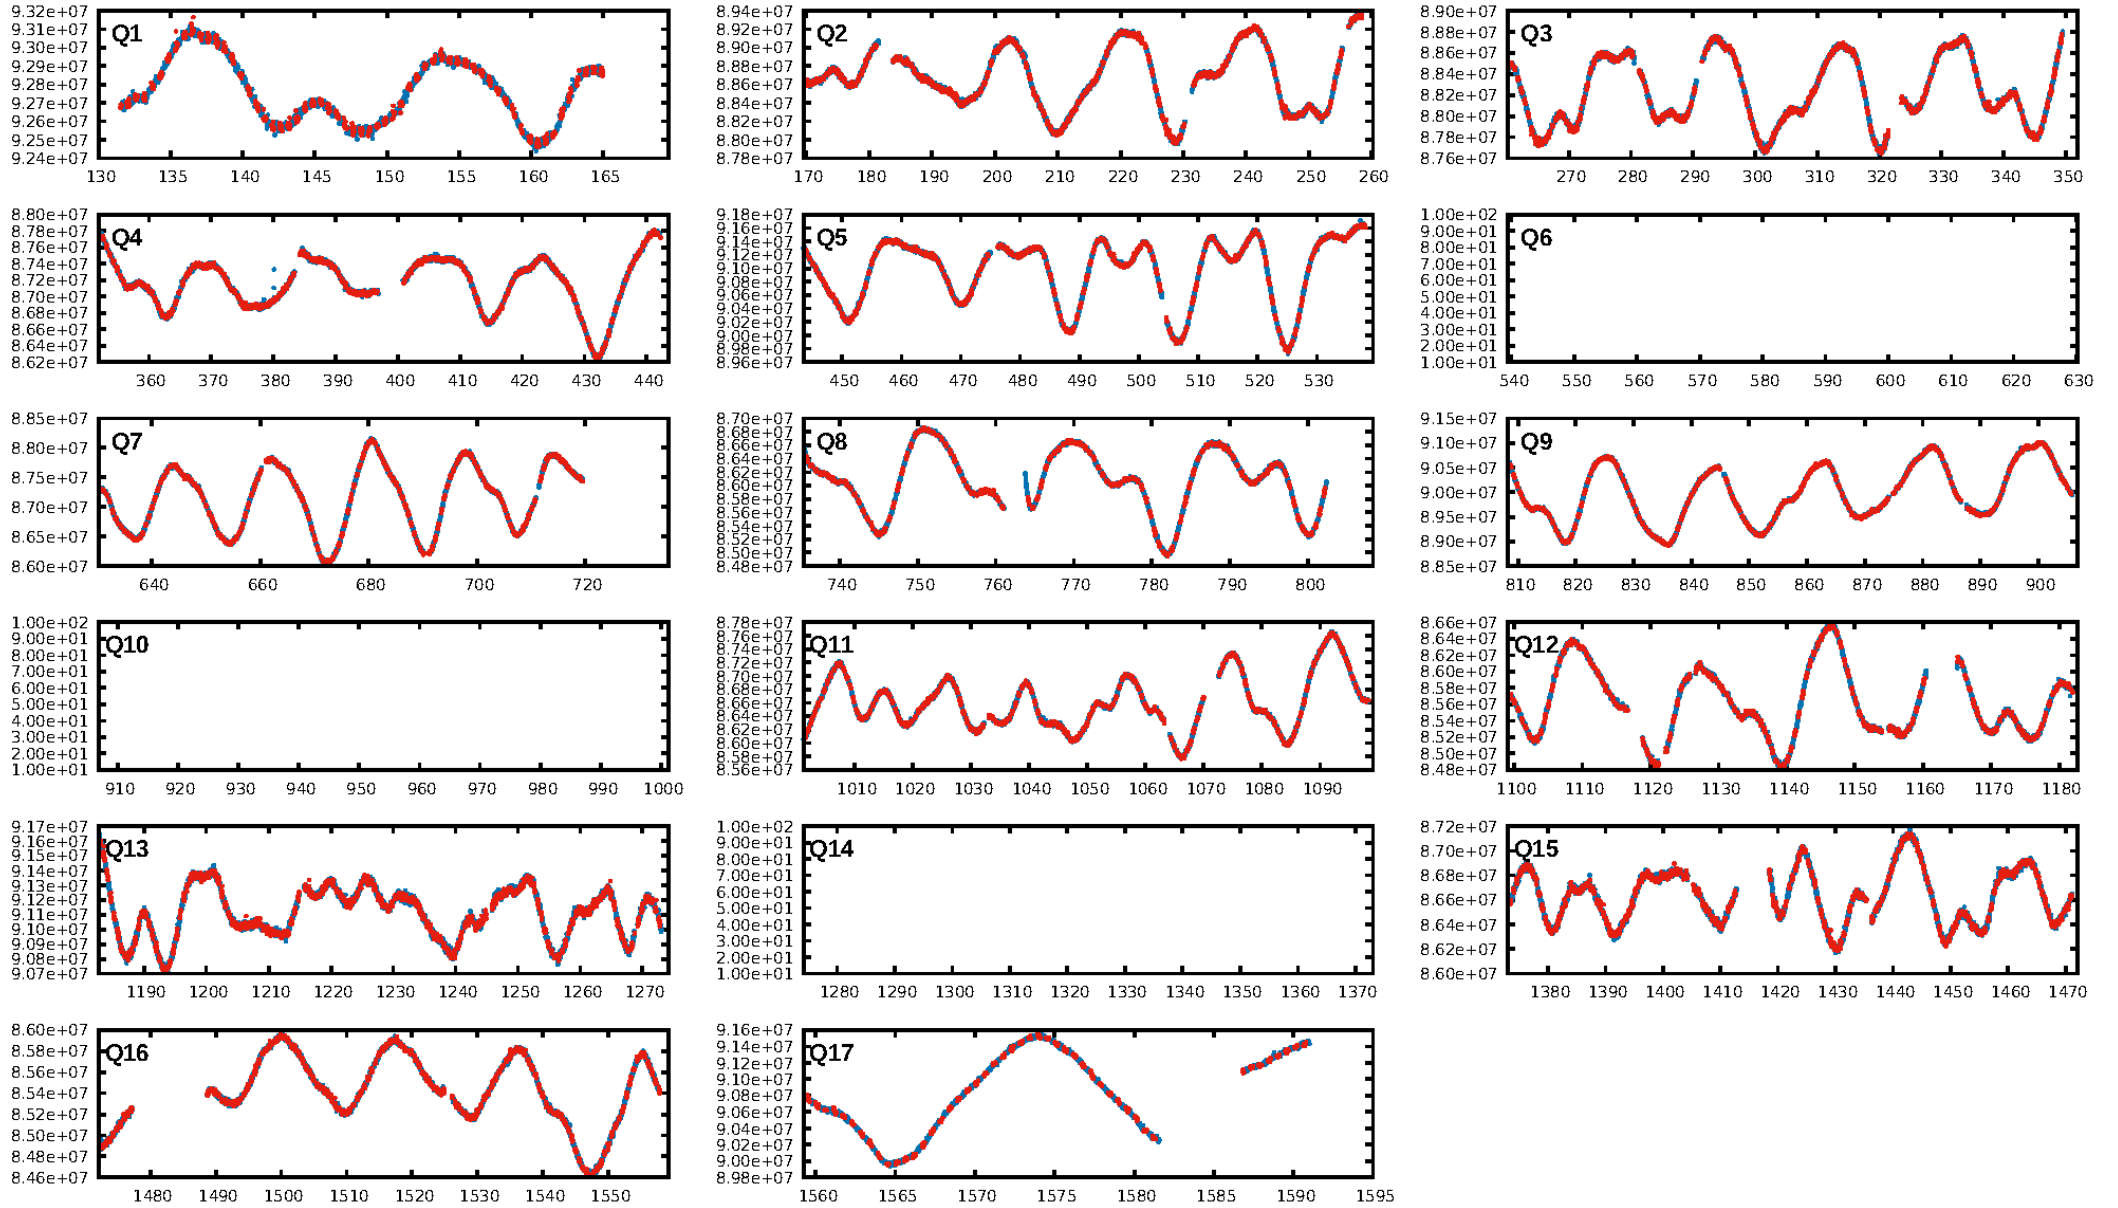 9.32e+07
9.31e+07
9.30e+07
9.29e+07
9.28e+07
9.27e+07
9.26e+07
9.25e+07
9.24e+07
Q1
130 135 140 145 150 155 160 165
8.94e+07
8.92e+07
8.90e+07
8.88e+07
8.86e+07
8.84e+07
8.82e+07
8.80e+07
8.78e+07
Q2
170 180 190 200 210 220 230 240 250 260
8.90e+07
8.88e+07
8.86e+07
8.84e+07
8.82e+07
8.80e+07
8.78e+07
8.76e+07
Q3
270 280 290 300 310 320 330 340 350
8.80e+07
8.78e+07
8.76e+07
8.74e+07
8.72e+07
8.70e+07
8.68e+07
8.66e+07
8.64e+07
8.62e+07
Q4
360 370 380 390 400 410 420 430 440
9.18e+07
9.16e+07
9.14e+07
9.12e+07
9.10e+07
9.08e+07
9.06e+07
9.04e+07
9.02e+07
9.00e+07
8.98e+07
8.96e+07
Q5
450 460 470 480 490 500 510 520 530
1.00e+02
9.00e+01
8.00e+01
7.00e+01
6.00e+01
5.00e+01
4.00e+01
3.00e+01
2.00e+01
1.00e+01
Q6
540 550 560 570 580 590 600 610 620 630
8.85e+07
8.80e+07
8.75e+07
8.70e+07
8.65e+07
8.60e+07
Q7
640 660 680 700 720
8.70e+07
8.68e+07
8.66e+07
8.64e+07
8.62e+07
8.60e+07
8.58e+07
8.56e+07
8.54e+07
8.52e+07
8.50e+07
8.48e+07
Q8
740 750 760 770 780 790 800
9.15e+07
9.10e+07
9.05e+07
9.00e+07
8.95e+07
8.90e+07
8.85e+07
Q9
810 820 830 840 850 860 870 880 890 900
1.00e+02
9.00e+01
8.00e+01
7.00e+01
6.00e+01
5.00e+01
4.00e+01
3.00e+01
2.00e+01
1.00e+01
Q10
910 920 930 940 950 960 970 980 990 1000
8.78e+07
8.76e+07
8.74e+07
8.72e+07
8.70e+07
8.68e+07
8.66e+07
8.64e+07
8.62e+07
8.60e+07
8.58e+07
8.56e+07
Q11
1010 1020 1030 1040 1050 1060 1070 1080 1090
8.66e+07
8.64e+07
8.62e+07
8.60e+07
8.58e+07
8.56e+07
8.54e+07
8.52e+07
8.50e+07
8.48e+07
Q12
1100 1110 1120 1130 1140 1150 1160 1170 1180
9.17e+07
9.16e+07
9.15e+07
9.14e+07
9.13e+07
9.12e+07
9.11e+07
9.10e+07
9.09e+07
9.08e+07
9.07e+07
Q13
1190 1200 1210 1220 1230 1240 1250 1260 1270
1.00e+02
9.00e+01
8.00e+01
7.00e+01
6.00e+01
5.00e+01
4.00e+01
3.00e+01
2.00e+01
1.00e+01
Q14
1280 1290 1300 1310 1320 1330 1340 1350 1360 1370
8.72e+07
8.70e+07
8.68e+07
8.66e+07
8.64e+07
8.62e+07
8.60e+07
Q15
1380 1390 1400 1410 1420 1430 1440 1450 1460 1470
8.60e+07
8.58e+07
8.56e+07
8.54e+07
8.52e+07
8.50e+07
8.48e+07
8.46e+07
Q16
1480 1490 1500 1510 1520 1530 1540 1550
9.16e+07
9.14e+07
9.12e+07
9.10e+07
9.08e+07
9.06e+07
9.04e+07
9.02e+07
9.00e+07
8.98e+07
Q17
1560 1565 1570 1575 1580 1585 1590 1595